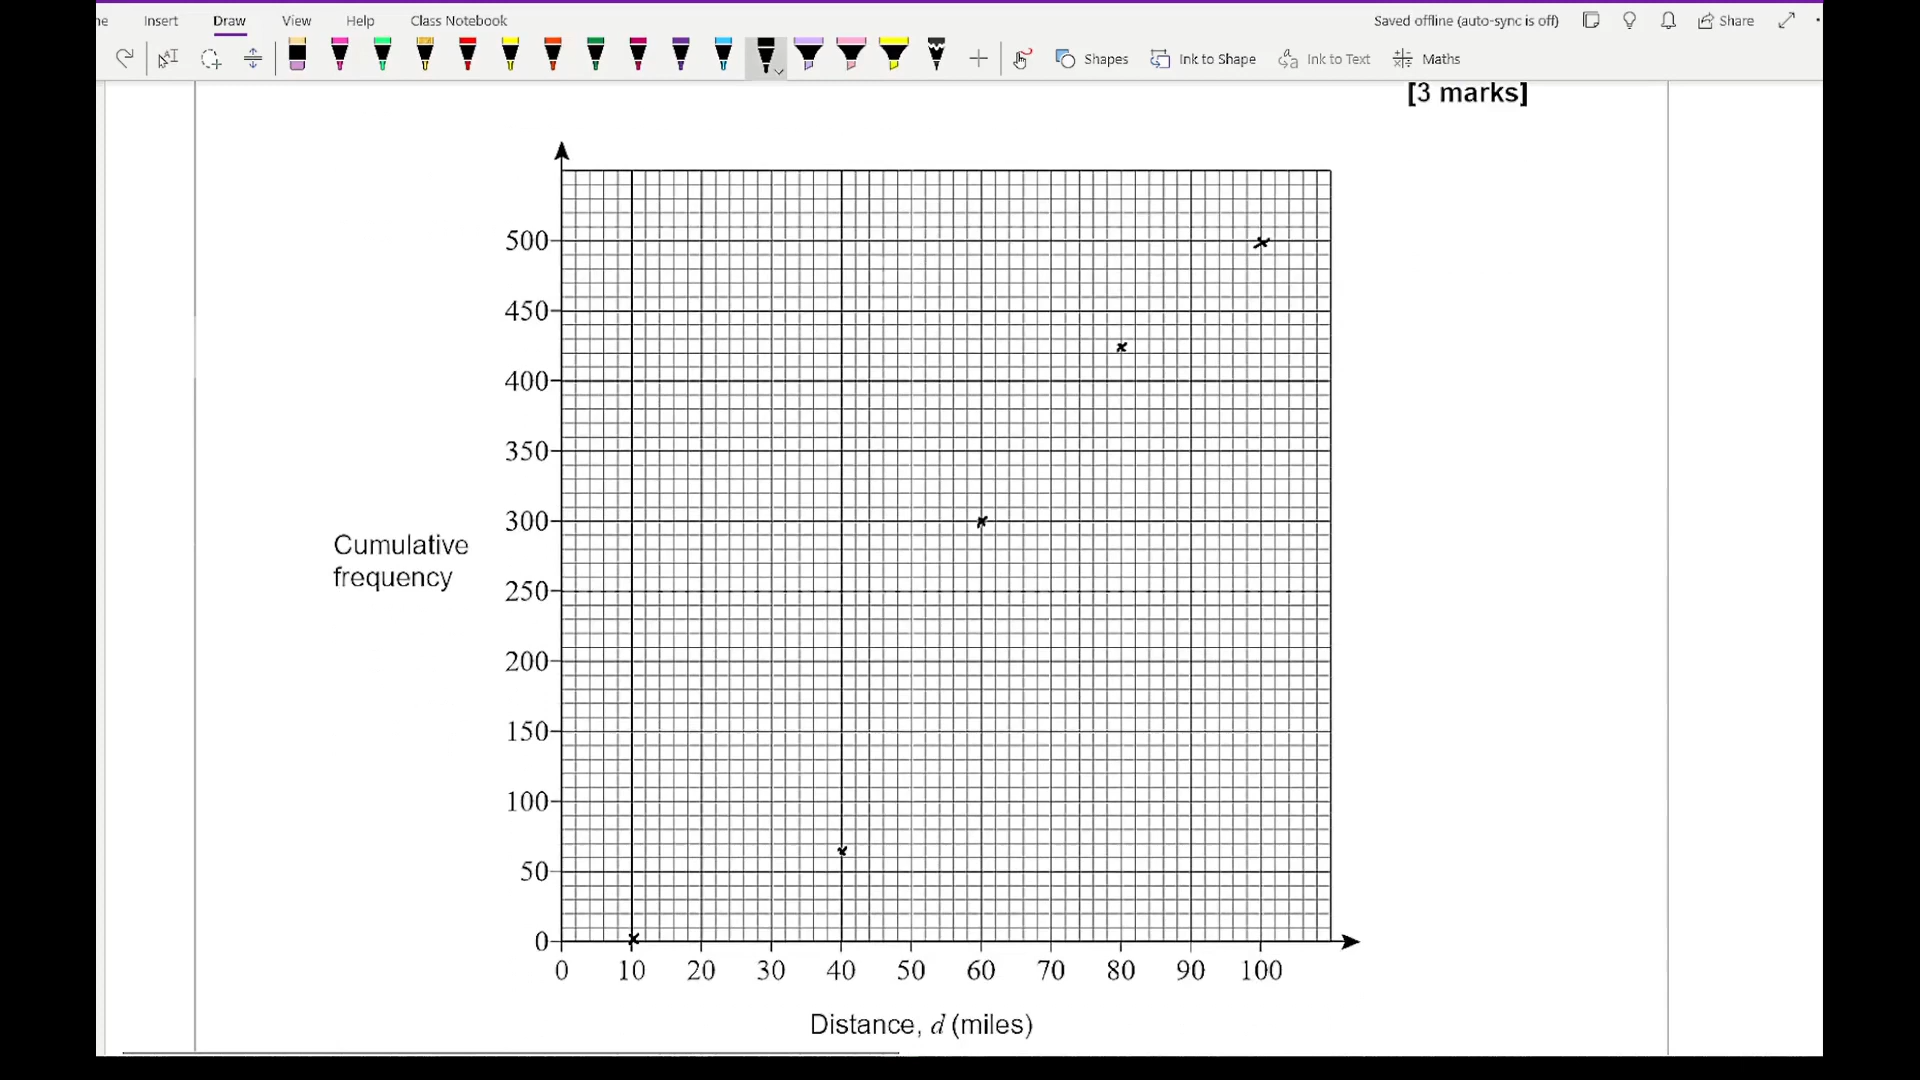 ne Insert Draw View Help Class Notebook Saved offline (auto-sync is off) Share
Shapes Ink to Shape Ink to Text Maths
[3 marks]
500
450
400
350
300
Cumulative
frequency
250
200
150
100
50
0
0 10 20 30 40 50 60 70 80 90 100
Distance, d (miles)